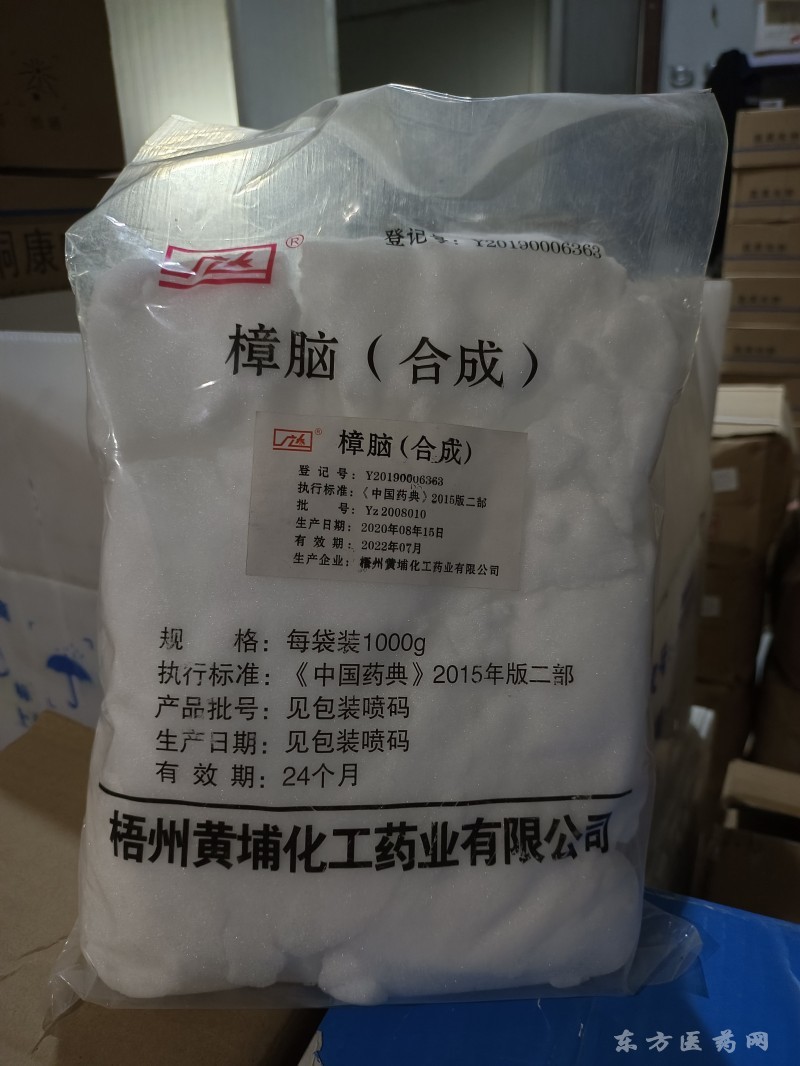 康
®
登记号：Y20190006363
樟脑（合成）
®
樟脑(合成)
登 记 号：Y20190006363
执行标准：《中国药典》2015版二部
批 号：Yz 2008010
生产日期：2020年08年15日
有 效 期：2022年07月
生产企业：梧州黄埔化工药业有限公司
规 格：每袋装1000g
执行标准：《中国药典》2015年版二部
产品批号：见包装喷码
生产日期：见包装喷码
有 效 期：24个月
梧州黄埔化工药业有限公司
东方医药网